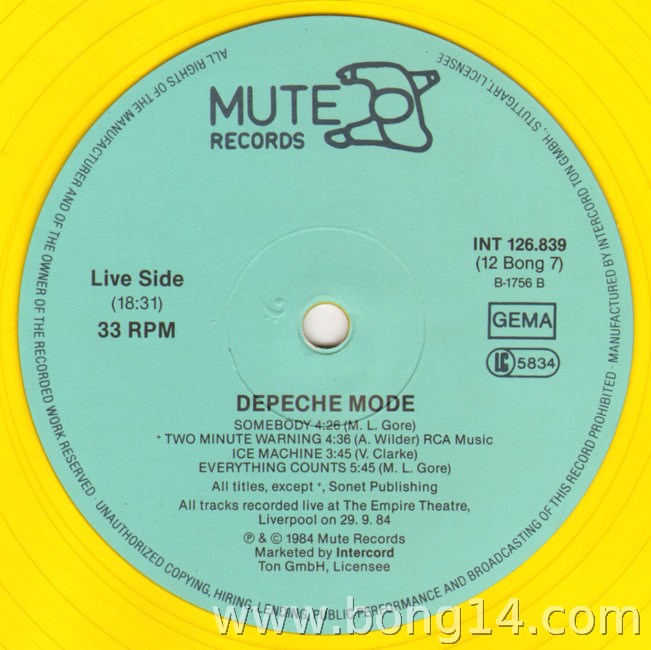 MUTE
RECORDS
Live Side
(18:31)
33 RPM
INT 126.839
(12 Bong 7)
B-1756 B
GEMA
LC 5834
DEPECHE MODE
SOMEBODY 4:26 (M. L. Gore)
* TWO MINUTE WARNING 4:36 (A. Wilder) RCA Music
ICE MACHINE 3:45 (V. Clarke)
EVERYTHING COUNTS 5:45 (M. L. Gore)
All titles, except *, Sonet Publishing
All tracks recorded live at The Empire Theatre,
Liverpool on 29. 9. 84
℗ & © 1984 Mute Records
Marketed by Intercord
Ton GmbH, Licensee
ALL RIGHTS OF THE MANUFACTURER AND OF THE OWNER OF THE RECORDED WORK RESERVED · UNAUTHORIZED COPYING, HIRING, LENDING, PUBLIC PERFORMANCE AND BROADCASTING OF THIS RECORD PROHIBITED · MANUFACTURED BY INTERCORD TON GMBH, STUTTGART, LICENSEE
www.bong14.com